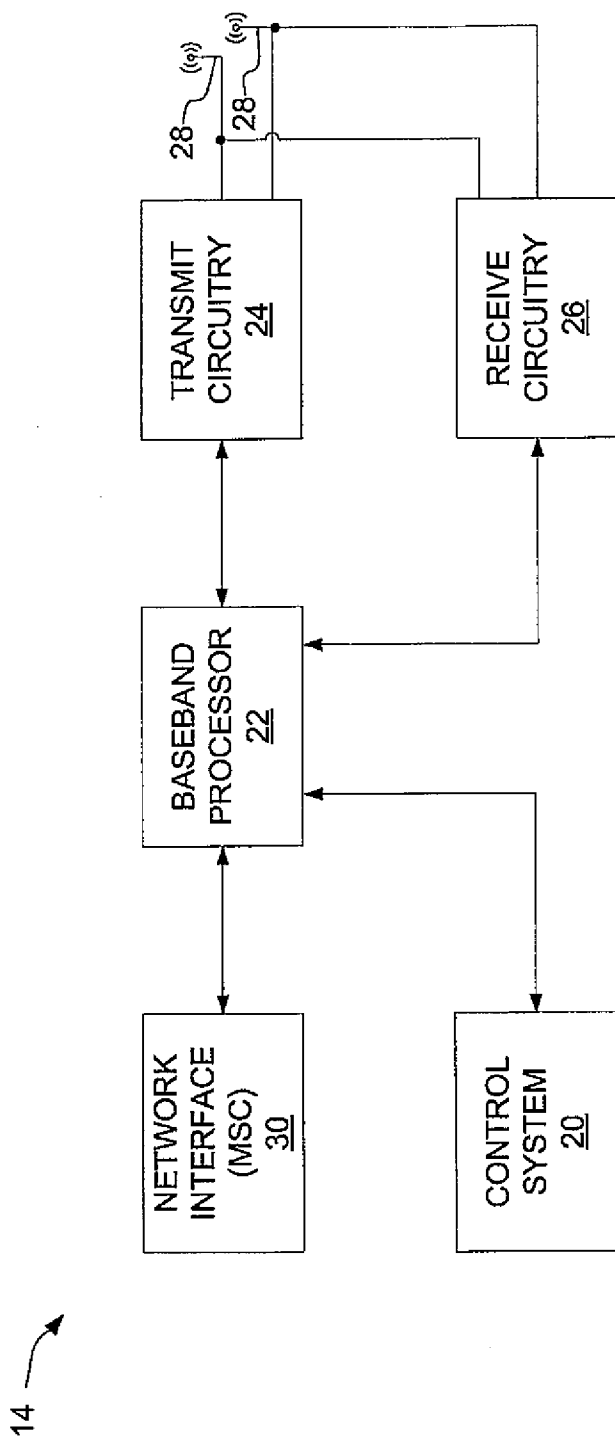 14
28
28
NETWORK
INTERFACE
(MSC)
30
BASEBAND
PROCESSOR
22
TRANSMIT
CIRCUITRY
24
CONTROL
SYSTEM
20
RECEIVE
CIRCUITRY
26